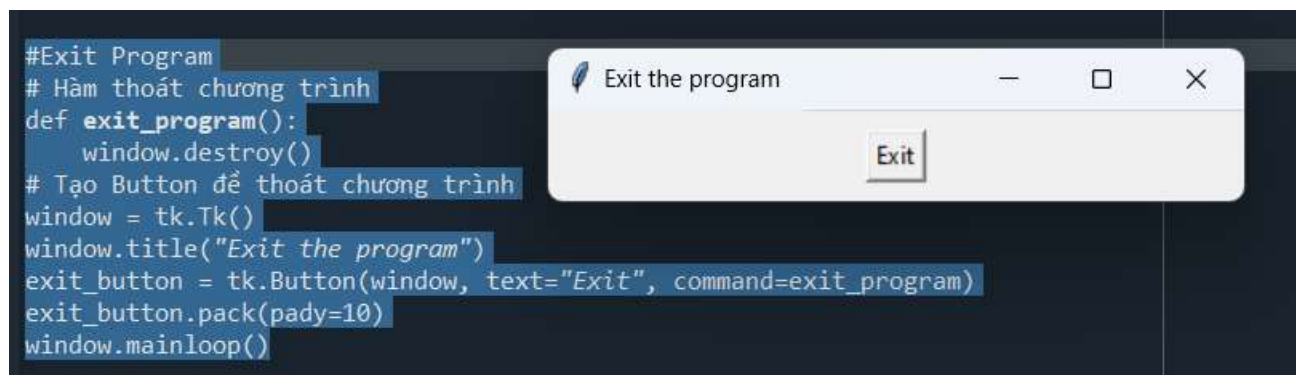 #Exit Program
# Hàm thoát chương trình
def exit_program():
    window.destroy()
# Tạo Button để thoát chương trình
window = tk.Tk()
window.title("Exit the program")
exit_button = tk.Button(window, text="Exit", command=exit_program)
exit_button.pack(pady=10)
window.mainloop()
Exit the program
Exit